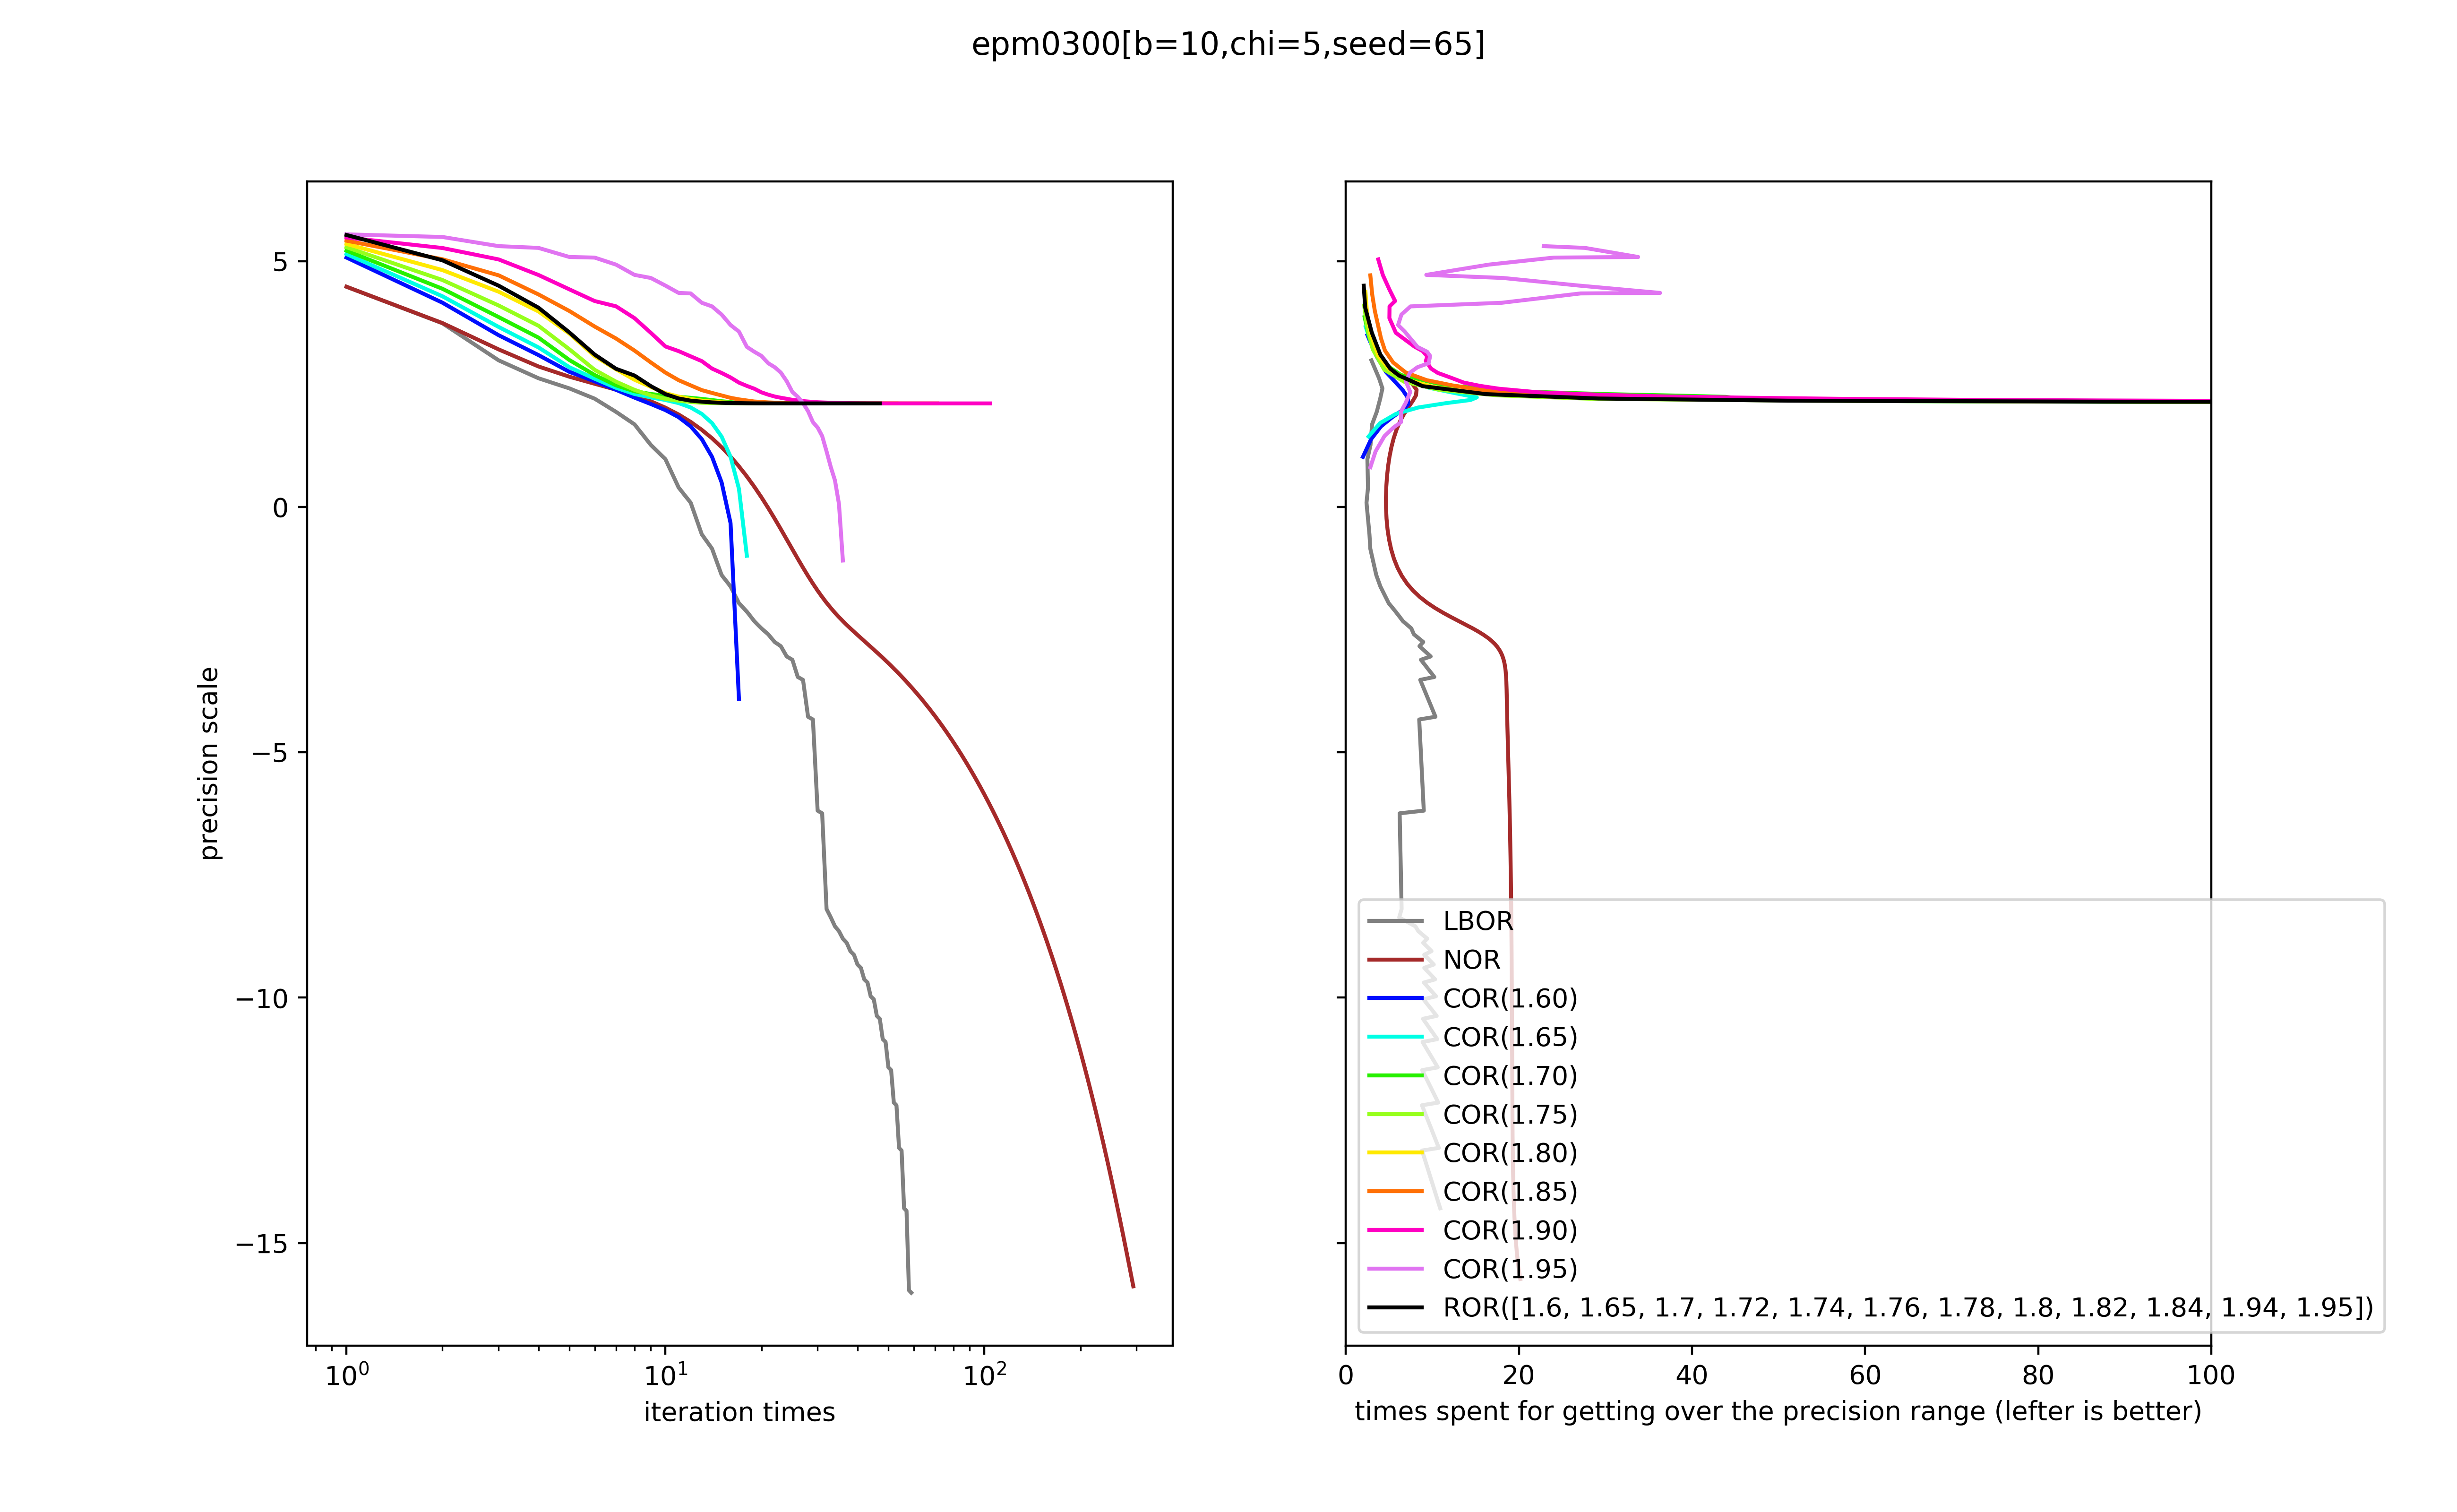 epm0300[b=10,chi=5,seed=65]
5
0
−5
−10
−15
precision scale
10^0
10^1
10^2
iteration times
0
20
40
60
80
100
times spent for getting over the precision range (lefter is better)
LBOR
NOR
COR(1.60)
COR(1.65)
COR(1.70)
COR(1.75)
COR(1.80)
COR(1.85)
COR(1.90)
COR(1.95)
ROR([1.6, 1.65, 1.7, 1.72, 1.74, 1.76, 1.78, 1.8, 1.82, 1.84, 1.94, 1.95])